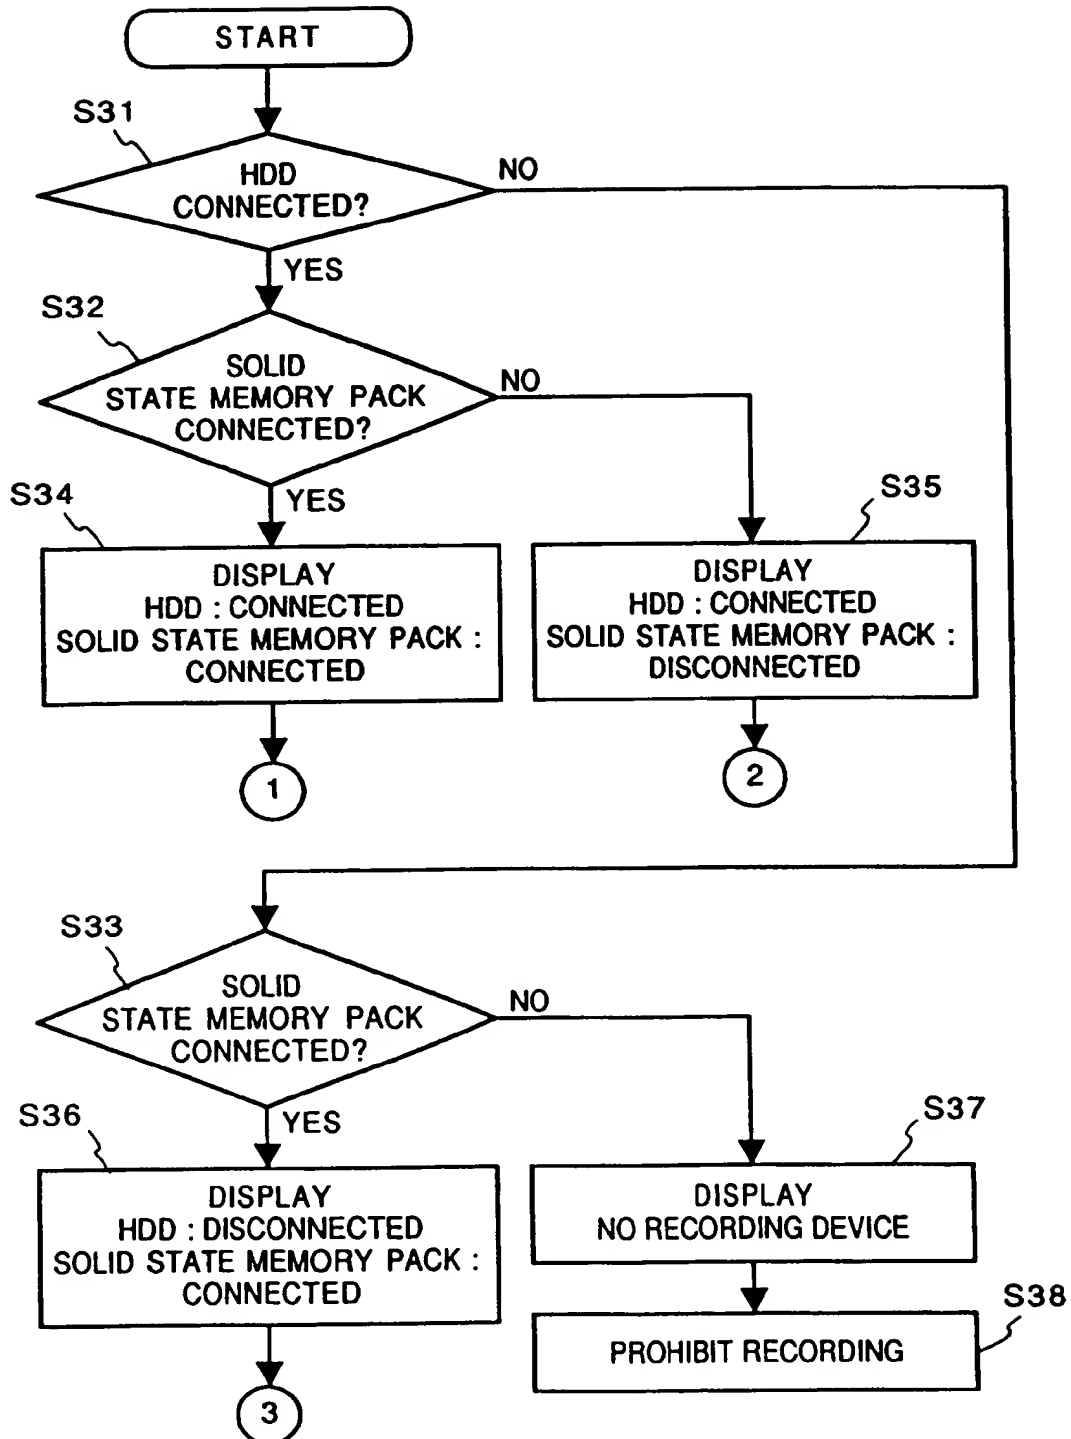 START
S31
HDD
CONNECTED?
NO
YES
S32
SOLID
STATE MEMORY PACK
CONNECTED?
NO
YES
S34
DISPLAY
HDD : CONNECTED
SOLID STATE MEMORY PACK :
CONNECTED
S35
DISPLAY
HDD : CONNECTED
SOLID STATE MEMORY PACK :
DISCONNECTED
1
2
S33
SOLID
STATE MEMORY PACK
CONNECTED?
NO
YES
S36
DISPLAY
HDD : DISCONNECTED
SOLID STATE MEMORY PACK :
CONNECTED
S37
DISPLAY
NO RECORDING DEVICE
S38
PROHIBIT RECORDING
3